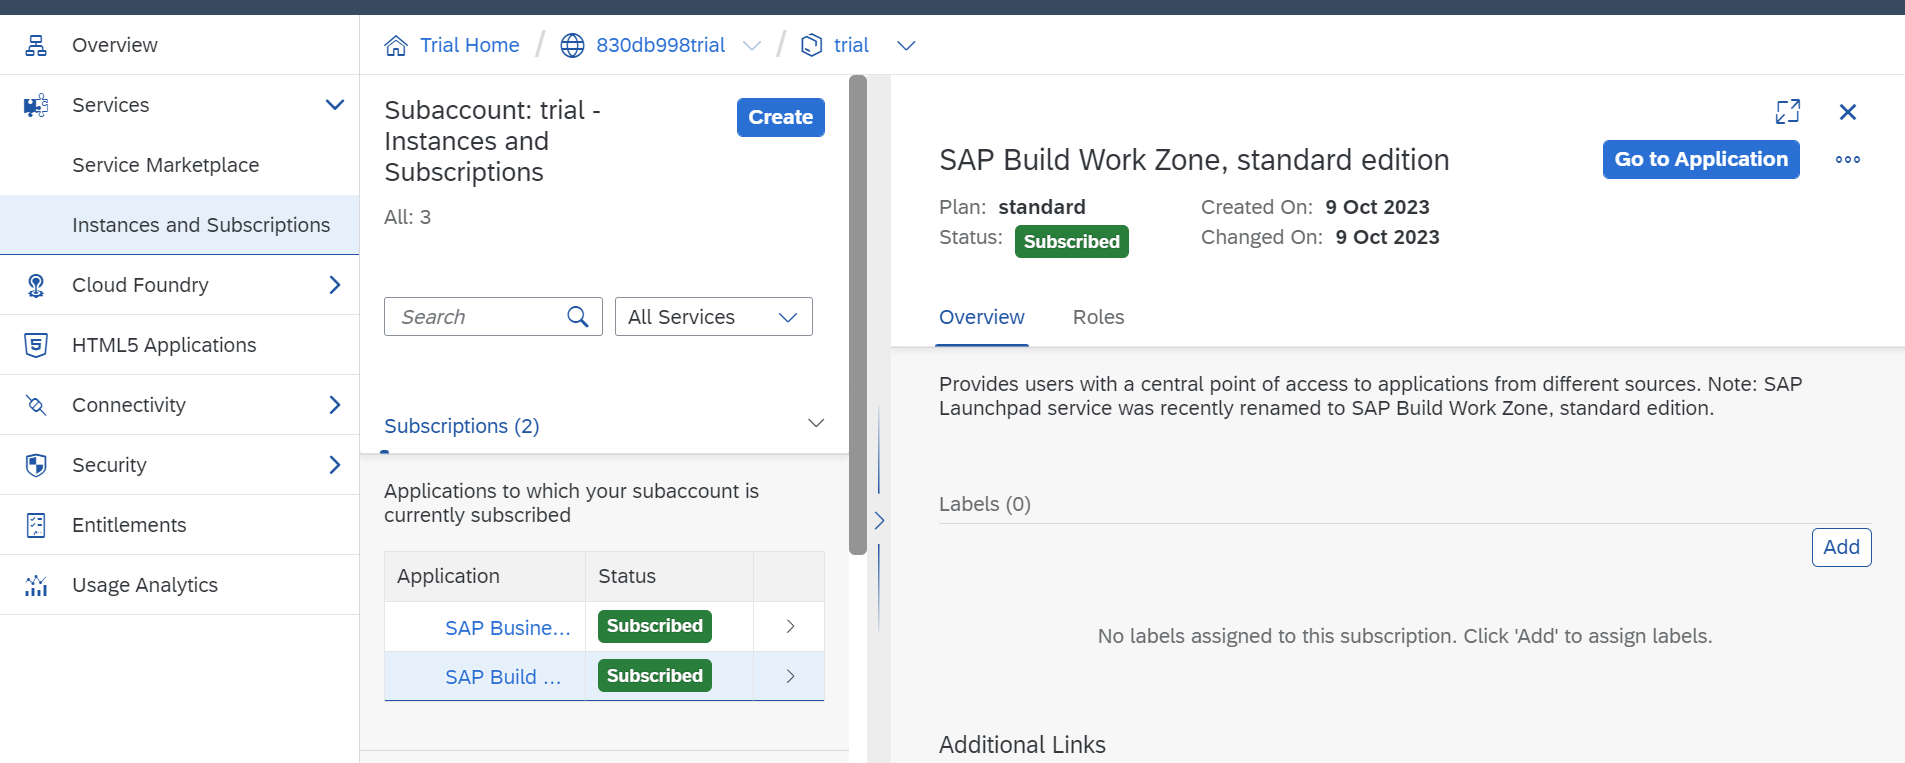 Overview
Services
Service Marketplace
Instances and Subscriptions
Cloud Foundry
HTML5 Applications
Connectivity
Security
Entitlements
Usage Analytics
Trial Home / 830db998trial / trial
Subaccount: trial -
Instances and
Subscriptions
Create
All: 3
Search
All Services
Subscriptions (2)
Applications to which your subaccount is
currently subscribed
Application Status
SAP Busine... Subscribed
SAP Build ... Subscribed
SAP Build Work Zone, standard edition
Go to Application
Plan: standard
Created On: 9 Oct 2023
Status: Subscribed
Changed On: 9 Oct 2023
Overview Roles
Provides users with a central point of access to applications from different sources. Note: SAP
Launchpad service was recently renamed to SAP Build Work Zone, standard edition.
Labels (0)
Add
No labels assigned to this subscription. Click 'Add' to assign labels.
Additional Links